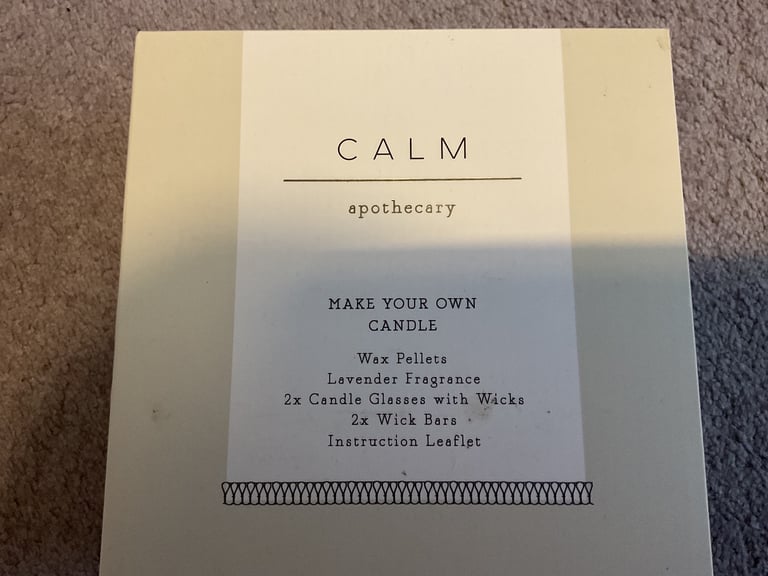 CALM
apothecary
MAKE YOUR OWN
CANDLE
Wax Pellets
Lavender Fragrance
2x Candle Glasses with Wicks
2x Wick Bars
Instruction Leaflet